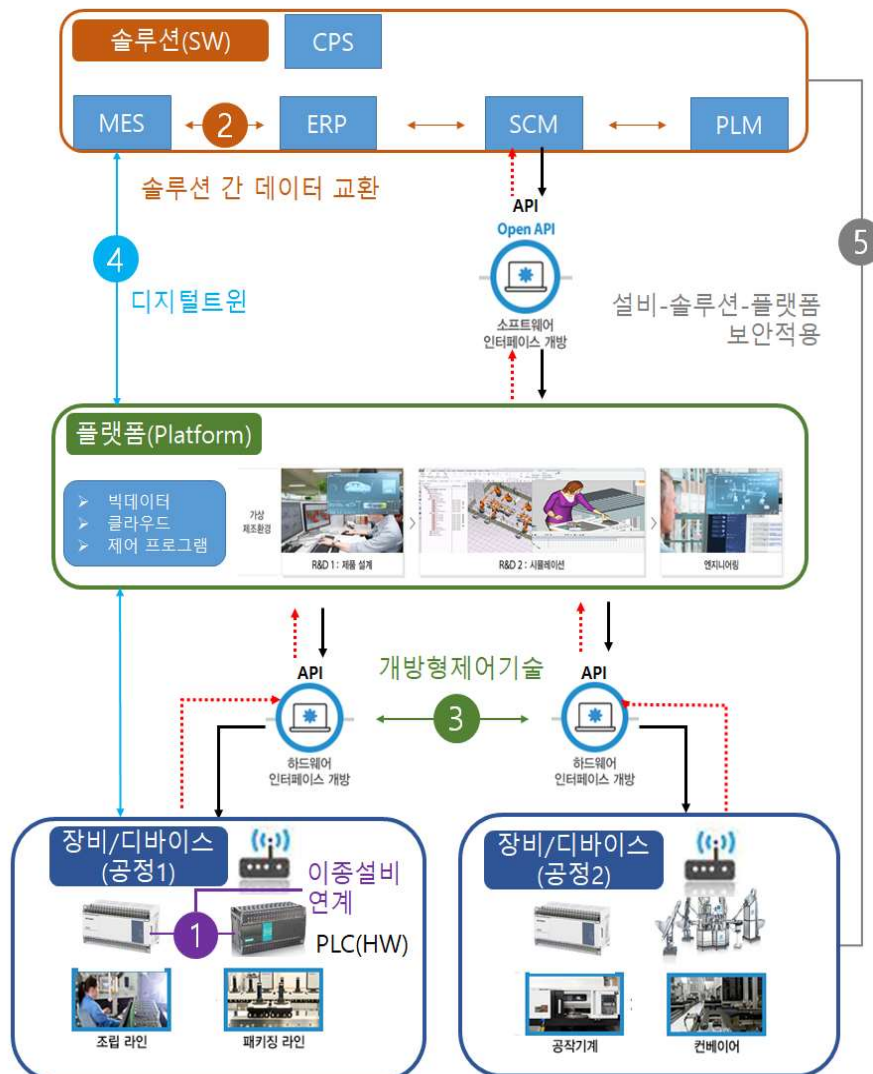 솔루션(SW)
CPS
MES
2
ERP
SCM
PLM
솔루션 간 데이터 교환
API
Open API
4
5
디지털트윈
소프트웨어
인터페이스 개발
설비-솔루션-플랫폼
보안적용
플랫폼(Platform)
빅데이터
클라우드
제어 프로그램
가상
제조환경
R&D 1 : 제품 설계
R&D 2 : 시뮬레이션
엔지니어링
API
개방형제어기술
API
3
하드웨어
인터페이스 개발
하드웨어
인터페이스 개발
장비/디바이스
(공정1)
이종설비
연계
1
PLC(HW)
조립 라인
패키징 라인
장비/디바이스
(공정2)
공작기계
컨베이어